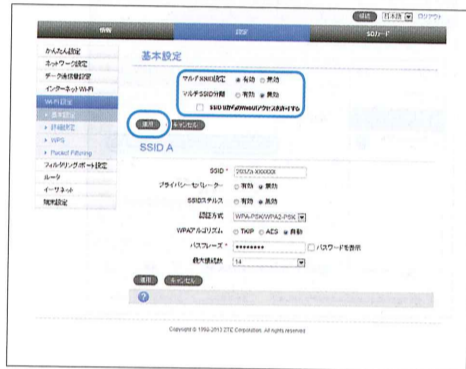 接続 日本語 ログアウト
情報 設定 SDカード
かんたん設定
ネットワーク設定
データ通信量設定
インターネットWi-Fi
Wi-Fi設定
基本設定
詳細設定
WPS
Packet Filtering
フィルタリング・ポート設定
ルータ
イーサネット
端末設定
基本設定
マルチSSID設定 有効 無効
マルチSSID分離 有効 無効
適用 キャンセル
SSID A
SSID *
プライバシーセパレーター 有効 無効
SSIDステルス 有効 無効
認証方式 WPA-PSK/WPA2-PSK
WPAアルゴリズム TKIP AES 自動
パスフレーズ * ●●●●●●●● パスワードを表示
最大接続数 14
適用 キャンセル
?
Copyright © 1998-2013 ZTE Corporation. All rights reserved